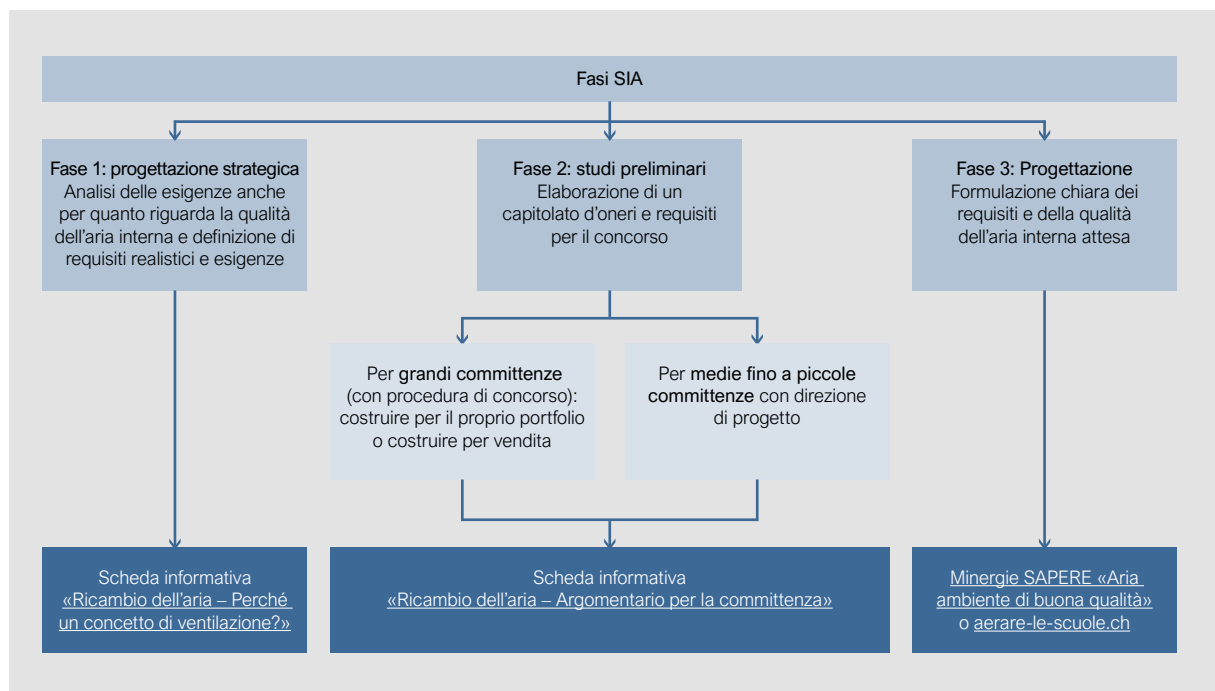 Fasi SIA
Fase 1: progettazione strategica
Analisi delle esigenze anche
per quanto riguarda la qualità
dell'aria interna e definizione di
requisiti realistici e esigenze
Fase 2: studi preliminari
Elaborazione di un
capitolato d'oneri e requisiti
per il concorso
Fase 3: Progettazione
Formulazione chiara dei
requisiti e della qualità
dell'aria interna attesa
Per grandi committenze
(con procedura di concorso):
costruire per il proprio portfolio
o costruire per vendita
Per medie fino a piccole
committenze con direzione
di progetto
Scheda informativa
«Ricambio dell'aria – Perché
un concetto di ventilazione?»
Scheda informativa
«Ricambio dell'aria – Argomentario per la committenza»
Minergie SAPERE «Aria
ambiente di buona qualità»
o aerare-le-scuole.ch